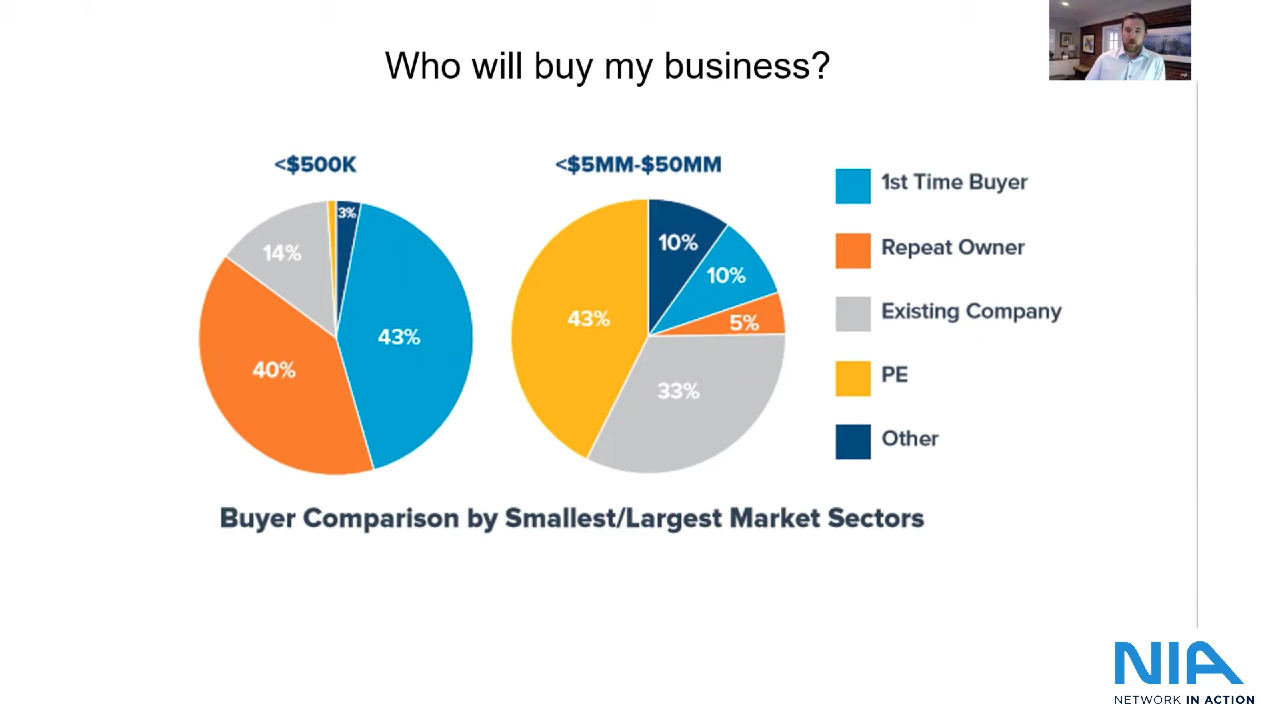 Who will buy my business?
<$500K
<$5MM-$50MM
3%
14%
43%
40%
10%
10%
5%
43%
33%
1st Time Buyer
Repeat Owner
Existing Company
PE
Other
Buyer Comparison by Smallest/Largest Market Sectors
NIA
NETWORK IN ACTION